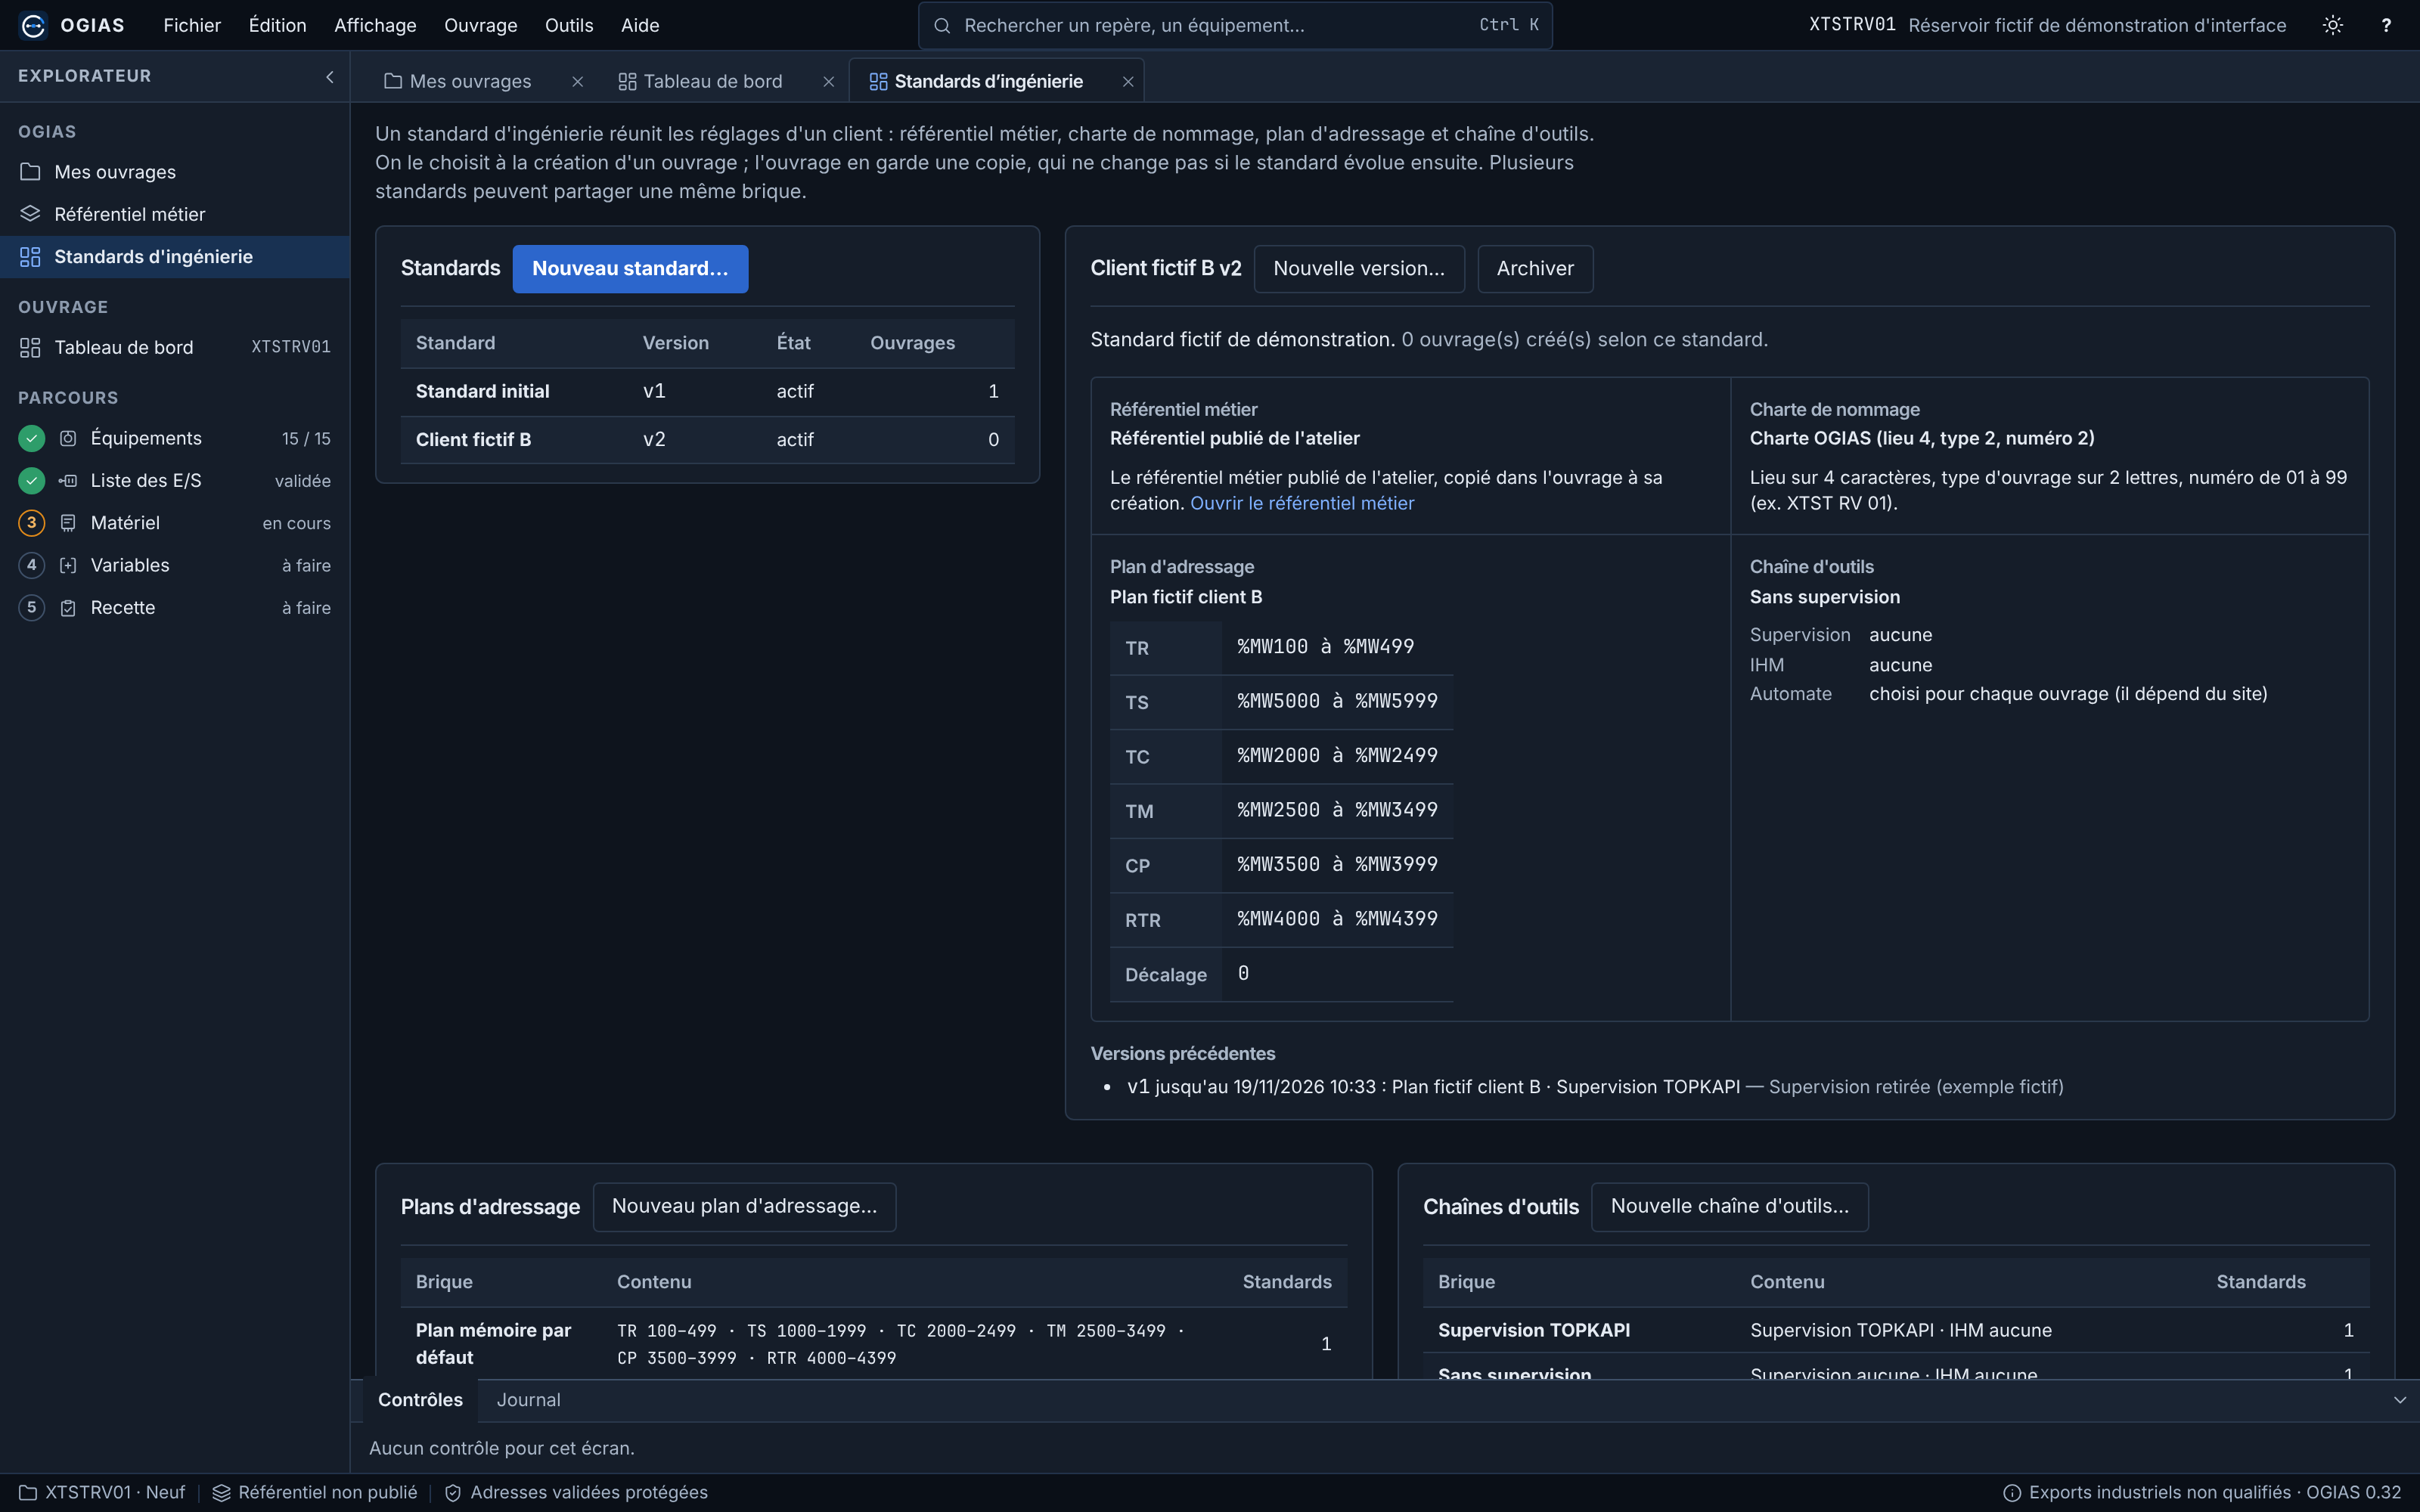 OGIAS Fichier Édition Affichage Ouvrage Outils Aide
Rechercher un repère, un équipement... Ctrl K
XTSTRV01 Réservoir fictif de démonstration d'interface ?
EXPLORATEUR
OGIAS
Mes ouvrages
Référentiel métier
Standards d'ingénierie
OUVRAGE
Tableau de bord XTSTRV01
PARCOURS
Équipements 15 / 15
Liste des E/S validée
3 Matériel en cours
4 Variables à faire
5 Recette à faire
Mes ouvrages
Tableau de bord
Standards d’ingénierie
Un standard d'ingénierie réunit les réglages d'un client : référentiel métier, charte de nommage, plan d'adressage et chaîne d'outils.
On le choisit à la création d'un ouvrage ; l'ouvrage en garde une copie, qui ne change pas si le standard évolue ensuite. Plusieurs
standards peuvent partager une même brique.
Standards Nouveau standard...
Standard Version État Ouvrages
Standard initial v1 actif 1
Client fictif B v2 actif 0
Client fictif B v2 Nouvelle version... Archiver
Standard fictif de démonstration. 0 ouvrage(s) créé(s) selon ce standard.
Référentiel métier
Référentiel publié de l'atelier
Le référentiel métier publié de l'atelier, copié dans l'ouvrage à sa
création. Ouvrir le référentiel métier
Charte de nommage
Charte OGIAS (lieu 4, type 2, numéro 2)
Lieu sur 4 caractères, type d'ouvrage sur 2 lettres, numéro de 01 à 99
(ex. XTST RV 01).
Plan d'adressage
Plan fictif client B
TR %MW100 à %MW499
TS %MW5000 à %MW5999
TC %MW2000 à %MW2499
TM %MW2500 à %MW3499
CP %MW3500 à %MW3999
RTR %MW4000 à %MW4399
Décalage 0
Chaîne d'outils
Sans supervision
Supervision aucune
IHM aucune
Automate choisi pour chaque ouvrage (il dépend du site)
Versions précédentes
• v1 jusqu'au 19/11/2026 10:33 : Plan fictif client B · Supervision TOPKAPI — Supervision retirée (exemple fictif)
Plans d'adressage Nouveau plan d'adressage...
Brique Contenu Standards
Plan mémoire par défaut
TR 100–499 · TS 1000–1999 · TC 2000–2499 · TM 2500–3499 ·
CP 3500–3999 · RTR 4000–4399
1
Chaînes d'outils Nouvelle chaîne d'outils...
Brique Contenu Standards
Supervision TOPKAPI Supervision TOPKAPI · IHM aucune 1
Sans supervision Supervision aucune · IHM aucune 1
Contrôles Journal
Aucun contrôle pour cet écran.
XTSTRV01 · Neuf Référentiel non publié Adresses validées protégées
Exports industriels non qualifiés · OGIAS 0.32